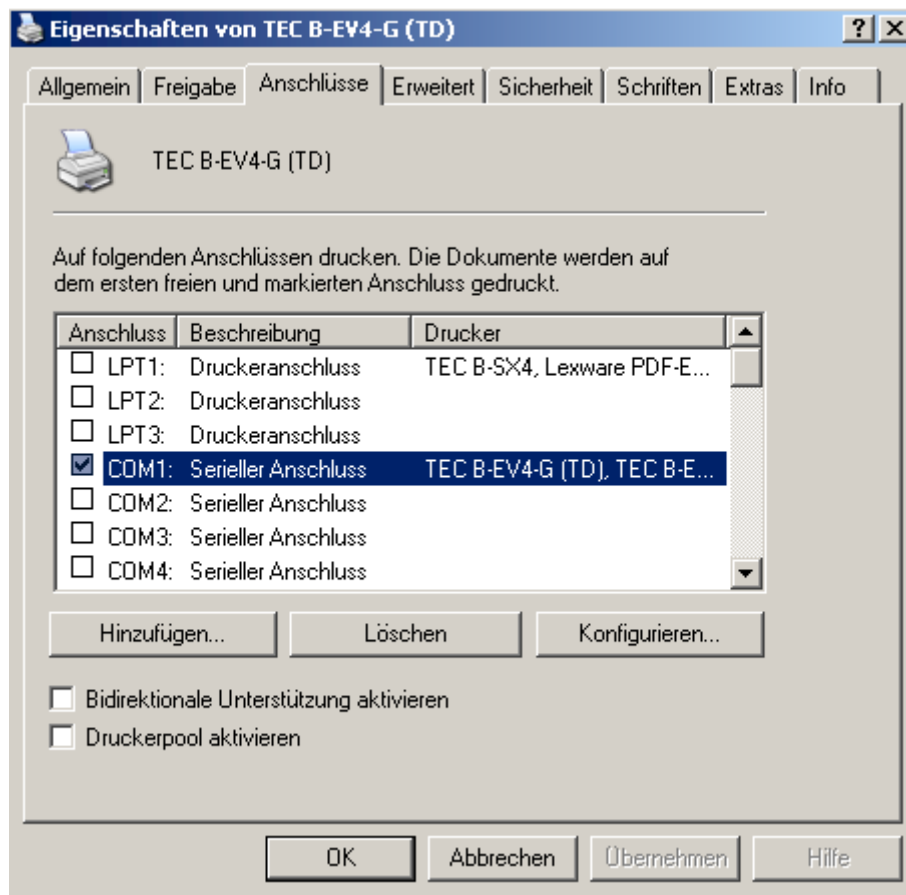 Eigenschaften von TEC B-EV4-G (TD)
Allgemein Freigabe Anschlüsse Erweitert Sicherheit Schriften Extras Info
TEC B-EV4-G (TD)
Auf folgenden Anschlüssen drucken. Die Dokumente werden auf
dem ersten freien und markierten Anschluss gedruckt.
Anschluss Beschreibung Drucker
LPT1: Druckeranschluss TEC B-SX4, Lexware PDF-E...
LPT2: Druckeranschluss
LPT3: Druckeranschluss
COM1: Serieller Anschluss TEC B-EV4-G (TD), TEC B-E...
COM2: Serieller Anschluss
COM3: Serieller Anschluss
COM4: Serieller Anschluss
Hinzufügen... Löschen Konfigurieren...
Bidirektionale Unterstützung aktivieren
Druckerpool aktivieren
OK Abbrechen Übernehmen Hilfe